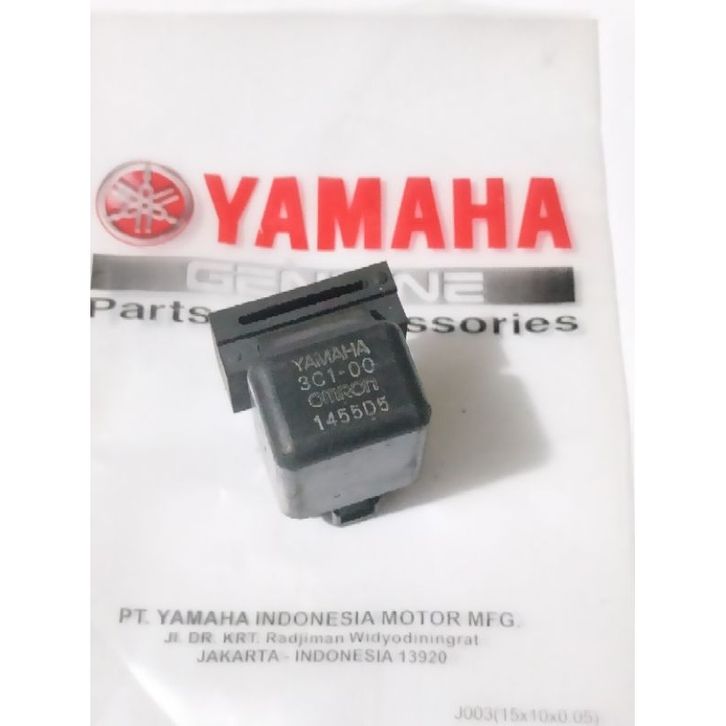 YAMAHA
GENUINE
Parts ssories
YAMAHA
3C1-00
OMRON
1455D5
PT. YAMAHA INDONESIA MOTOR MFG.
Jl. DR. KRT. Radjiman Widyodiningrat
JAKARTA - INDONESIA 13920
J003(15x10x0.05)